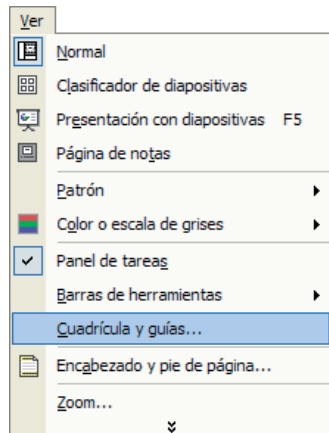 Ver
Normal
Clasificador de diapositivas
Presentación con diapositivas F5
Página de notas
Patrón
Color o escala de grises
Panel de tareas
Barras de herramientas
Cuadrícula y guías...
Encabezado y pie de página...
Zoom...